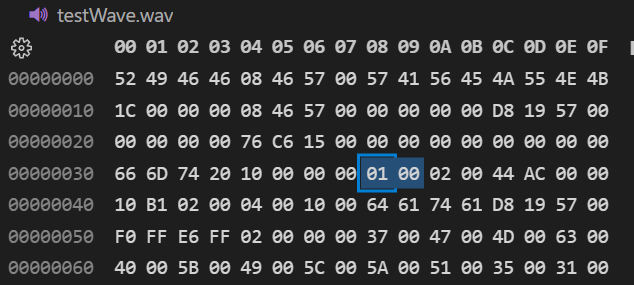 testWave.wav
00 01 02 03 04 05 06 07 08 09 0A 0B 0C 0D 0E 0F
00000000 52 49 46 46 08 46 57 00 57 41 56 45 4A 55 4E 4B
00000010 1C 00 00 00 08 46 57 00 00 00 00 00 D8 19 57 00
00000020 00 00 00 00 76 C6 15 00 00 00 00 00 00 00 00 00
00000030 66 6D 74 20 10 00 00 00 01 00 02 00 44 AC 00 00
00000040 10 B1 02 00 04 00 10 00 64 61 74 61 D8 19 57 00
00000050 F0 FF E6 FF 02 00 00 00 37 00 47 00 4D 00 63 00
00000060 40 00 5B 00 49 00 5C 00 5A 00 51 00 35 00 31 00